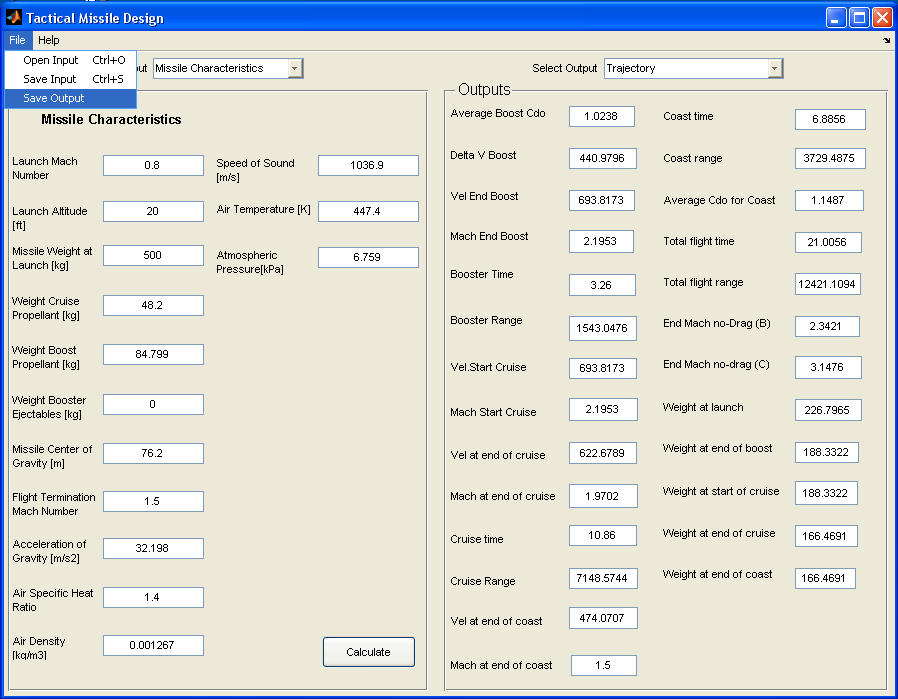 Tactical Missile Design
File Help
Open Input Ctrl+O
Save Input Ctrl+S
Save Output
ut Missile Characteristics
Select Output Trajectory
Missile Characteristics
Launch Mach
Number
0.8
Speed of Sound
[m/s]
1036.9
Launch Altitude
[ft]
20
Air Temperature [K]
447.4
Missile Weight at
Launch [kg]
500
Atmospheric
Pressure[kPa]
6.759
Weight Cruise
Propellant [kg]
48.2
Weight Boost
Propellant [kg]
84.799
Weight Booster
Ejectables [kg]
0
Missile Center of
Gravity [m]
76.2
Flight Termination
Mach Number
1.5
Acceleration of
Gravity [m/s2]
32.198
Air Specific Heat
Ratio
1.4
Air Density
[kg/m3]
0.001267
Calculate
Outputs
Average Boost Cdo 1.0238
Delta V Boost 440.9796
Vel End Boost 693.8173
Mach End Boost 2.1953
Booster Time 3.26
Booster Range 1543.0476
Vel.Start Cruise 693.8173
Mach Start Cruise 2.1953
Vel at end of cruise 622.6789
Mach at end of cruise 1.9702
Cruise time 10.86
Cruise Range 7148.5744
Vel at end of coast 474.0707
Mach at end of coast 1.5
Coast time 6.8856
Coast range 3729.4875
Average Cdo for Coast 1.1487
Total flight time 21.0056
Total flight range 12421.1094
End Mach no-Drag (B) 2.3421
End Mach no-drag (C) 3.1476
Weight at launch 226.7965
Weight at end of boost 188.3322
Weight at start of cruise 188.3322
Weight at end of cruise 166.4691
Weight at end of coast 166.4691